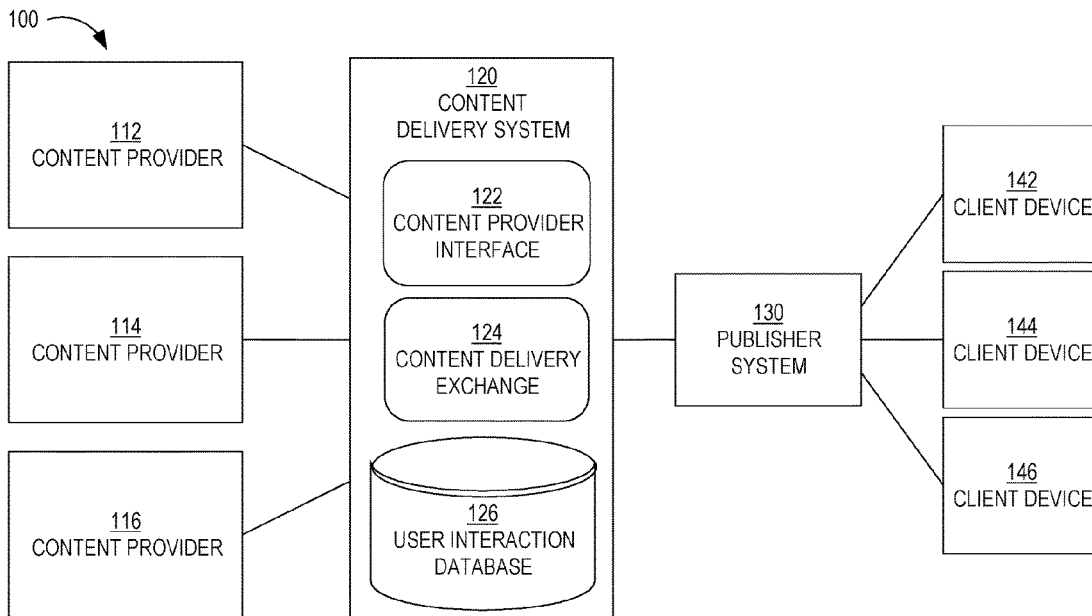 100
112
CONTENT PROVIDER
114
CONTENT PROVIDER
116
CONTENT PROVIDER
120
CONTENT
DELIVERY SYSTEM
122
CONTENT PROVIDER
INTERFACE
124
CONTENT DELIVERY
EXCHANGE
126
USER INTERACTION
DATABASE
130
PUBLISHER
SYSTEM
142
CLIENT DEVICE
144
CLIENT DEVICE
146
CLIENT DEVICE